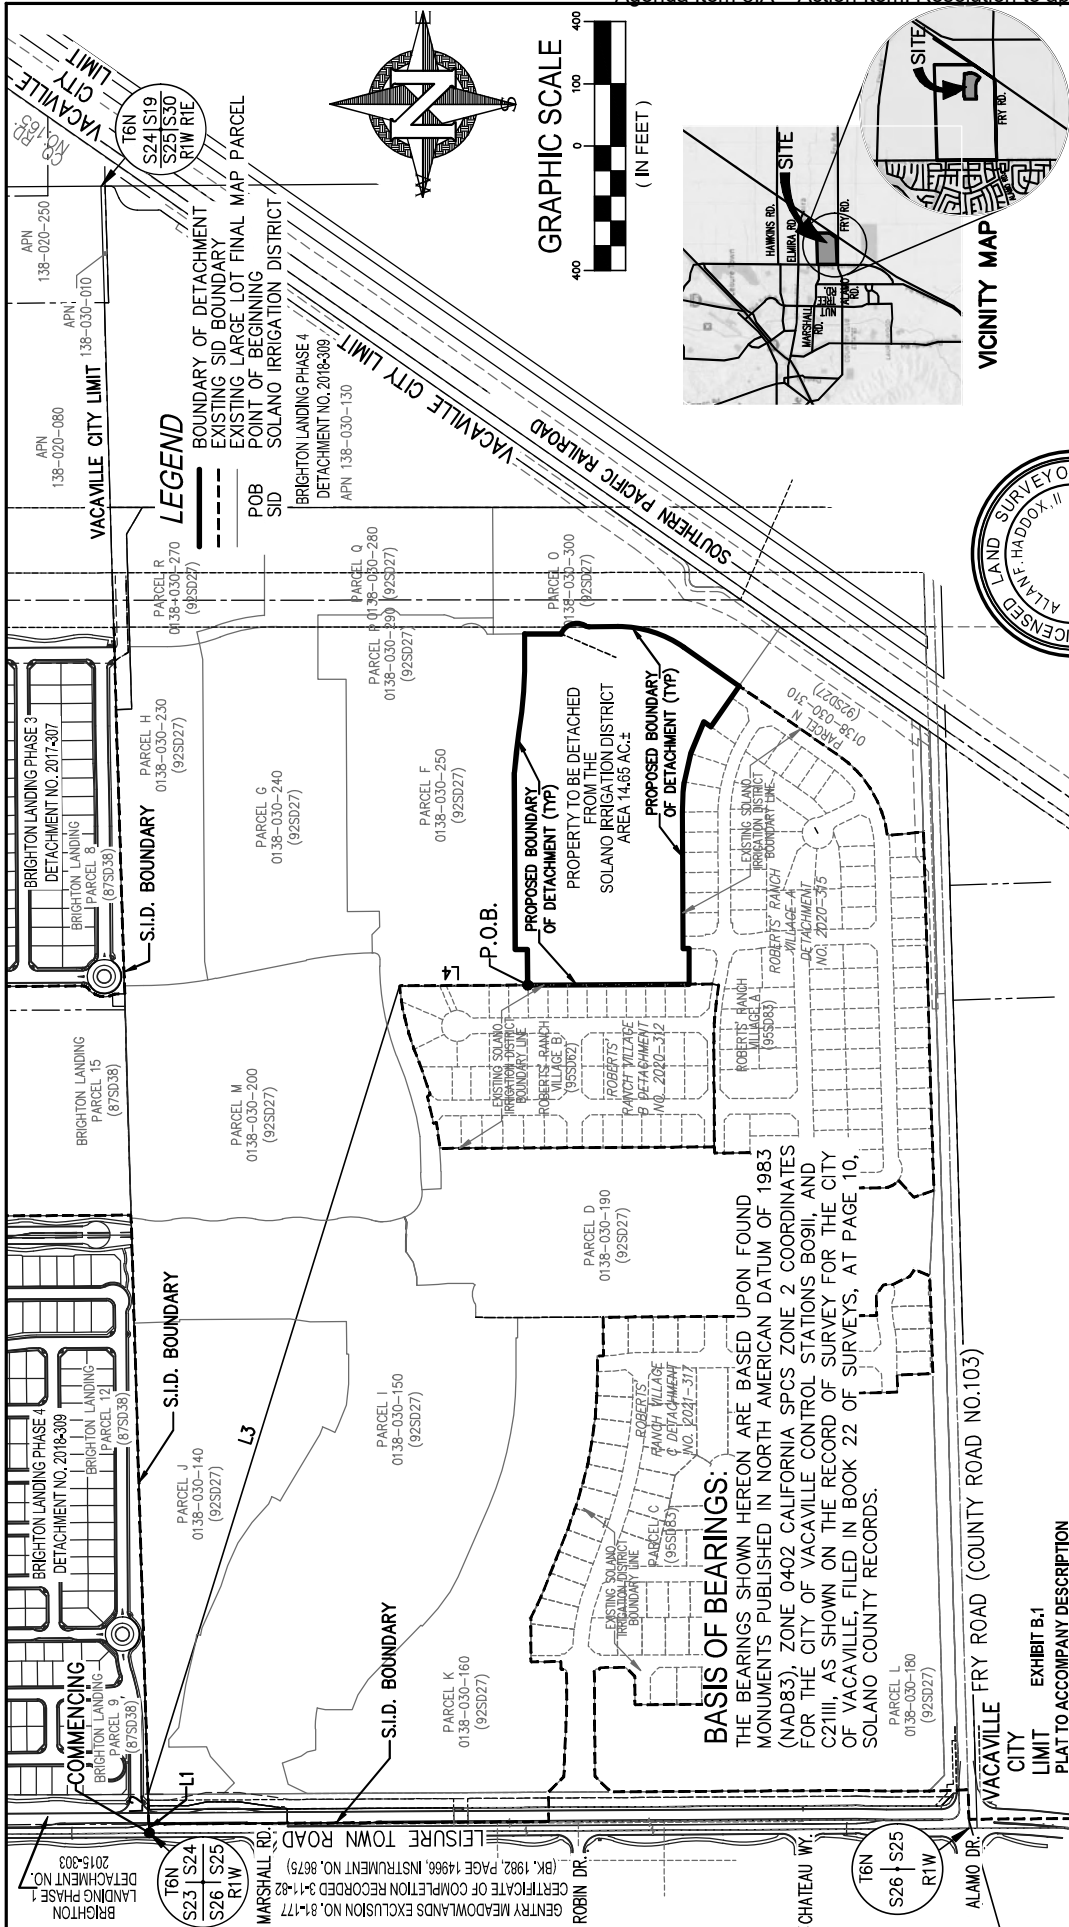 COMMENCING
L1
BRIGHTON
LANDING PHASE 1
DETACHMENT NO.
2015-303
T6N
S23 S24
S26 S25
R1W
BRIGHTON LANDING
PARCEL 9
(87SD38)
BRIGHTON LANDING PHASE 4
DETACHMENT NO. 2018-309
BRIGHTON LANDING
PARCEL 12
(87SD38)
S.I.D. BOUNDARY
BRIGHTON LANDING
PARCEL 15
(87SD38)
BRIGHTON LANDING PHASE 3
DETACHMENT NO. 2017-307
BRIGHTON LANDING
PARCEL 8
(87SD38)
S.I.D. BOUNDARY
VACAVILLE CITY LIMIT
APN
138-020-080
APN
138-020-250
APN
138-030-010
CO. RD.
NO. 165
VACAVILLE
CITY
LIMIT
T6N
S24 S19
S25 S30
R1W R1E
LEGEND
BOUNDARY OF DETACHMENT
EXISTING SID BOUNDARY
EXISTING LARGE LOT FINAL MAP PARCEL
POB POINT OF BEGINNING
SID SOLANO IRRIGATION DISTRICT
BRIGHTON LANDING PHASE 4
DETACHMENT NO. 2018-309
APN 138-030-130
GRAPHIC SCALE
400
0
100
400
( IN FEET )
N
S
W
E
VICINITY MAP
SITE
HAWKINS RD.
ELMIRA RD.
FRY RD.
MARSHALL
RD.
NUT
TREE
RD.
ALAMO
RD.
SITE
FRY RD.
PARCEL J
0138-030-140
(92SD27)
L3
PARCEL I
0138-030-150
(92SD27)
PARCEL K
0138-030-160
(92SD27)
S.I.D. BOUNDARY
PARCEL M
0138-030-200
(92SD27)
PARCEL G
0138-030-240
(92SD27)
PARCEL H
0138-030-230
(92SD27)
PARCEL R
0138-030-270
(92SD27)
PARCEL Q
0138-030-280
(92SD27)
PARCEL P
0138-030-290
(92SD27)
PARCEL O
0138-030-300
(92SD27)
PARCEL F
0138-030-250
(92SD27)
PARCEL D
0138-030-190
(92SD27)
L4
P.O.B.
PROPOSED BOUNDARY
OF DETACHMENT (TYP)
PROPERTY TO BE DETACHED
FROM THE
SOLANO IRRIGATION DISTRICT
AREA 14.65 AC.±
PROPOSED BOUNDARY
OF DETACHMENT (TYP)
VACAVILLE CITY LIMIT
SOUTHERN PACIFIC RAILROAD
PARCEL N
0138-030-310
(92SD27)
EXISTING SOLANO
IRRIGATION DISTRICT
BOUNDARY LINE
ROBERTS' RANCH
VILLAGE A
DETACHMENT
NO. 2020-315
ROBERTS RANCH
VILLAGE A
(95SD83)
EXISTING SOLANO
IRRIGATION DISTRICT
BOUNDARY LINE
ROBERTS RANCH
VILLAGE B
(95SD62)
ROBERTS'
RANCH VILLAGE
B DETACHMENT
NO. 2020-312
ROBERTS'
RANCH VILLAGE
C DETACHMENT
NO. 2021-317
EXISTING SOLANO
IRRIGATION DISTRICT
BOUNDARY LINE
PARCEL C
(95SD83)
BASIS OF BEARINGS:
THE BEARINGS SHOWN HEREON ARE BASED UPON FOUND
MONUMENTS PUBLISHED IN NORTH AMERICAN DATUM OF 1983
(NAD83), ZONE 0402 CALIFORNIA SPCS ZONE 2 COORDINATES
FOR THE CITY OF VACAVILLE CONTROL STATIONS BO9II, AND
C21III, AS SHOWN ON THE RECORD OF SURVEY FOR THE CITY
OF VACAVILLE, FILED IN BOOK 22 OF SURVEYS, AT PAGE 10,
SOLANO COUNTY RECORDS.
PARCEL L
0138-030-180
(92SD27)
MARSHALL RD.
LEISURE TOWN ROAD
GENTRY MEADOWLANDS EXCLUSION NO. 81-177
CERTIFICATE OF COMPLETION RECORDED 3-11-82
(BK. 1982, PAGE 14966, INSTRUMENT NO. 8675)
ROBIN DR.
CHATEAU WY.
T6N
S26 S25
R1W
ALAMO DR.
FRY ROAD (COUNTY ROAD NO.103)
VACAVILLE
CITY
LIMIT
EXHIBIT B.1
PLAT TO ACCOMPANY DESCRIPTION
LAND SURVEYO
ALLAN F. HADDOX, II